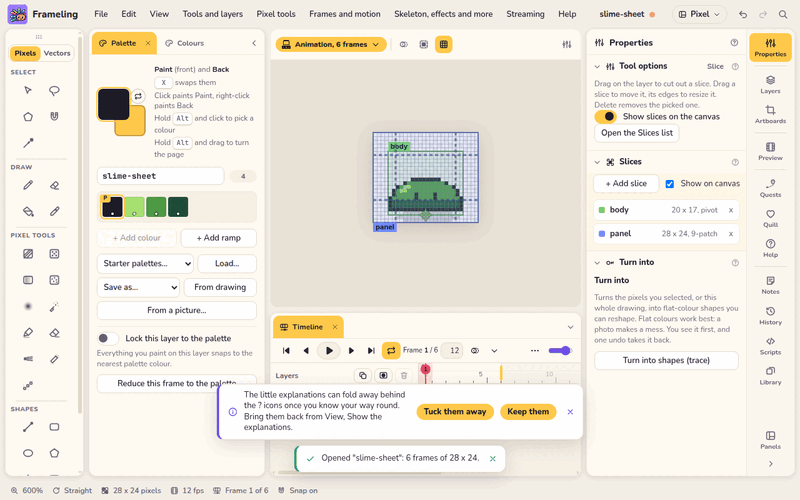 Frameling File Edit View Tools and layers Pixel tools Frames and motion Skeleton, effects and more Streaming Help slime-sheet Pixel
Pixels Vectors
SELECT
DRAW
PIXEL TOOLS
SHAPES
Palette x Colours
Paint (front) and Back
X swaps them
Click paints Paint, right-click
paints Back
Hold Alt and click to pick a
colour
Hold Alt and drag to turn
the page
slime-sheet 4
P
+ Add colour + Add ramp
Starter palettes... Load...
Save as... From drawing
From a picture...
Lock this layer to the palette
Everything you paint on this layer snaps to the
nearest palette colour.
Reduce this frame to the palette
Animation, 6 frames
body
panel
Timeline x
Frame 1 / 6 12
Layers 1 5 10
The little explanations can fold away behind
the ? icons once you know your way round.
Bring them back from View, Show the
explanations.
Tuck them away Keep them
Opened "slime-sheet": 6 frames of 28 x 24.
Properties
Tool options Slice
Drag on the layer to cut out a slice. Drag a
slice to move it, its edges to resize it.
Delete removes the picked one.
Show slices on the canvas
Open the Slices list
Slices
+ Add slice Show on canvas
body 20 x 17, pivot x
panel 28 x 24, 9-patch x
Turn into
Turn into
Turns the pixels you selected, or this
whole drawing, into flat-colour shapes you
can reshape. Flat colours work best: a
photo makes a mess. You see it first, and
one undo takes it back.
Turn into shapes (trace)
Properties
Layers
Artboards
Preview
Quests
Quill
Help
Notes
History
Scripts
Library
Panels
600% Straight 28 x 24 pixels 12 fps Frame 1 of 6 Snap on